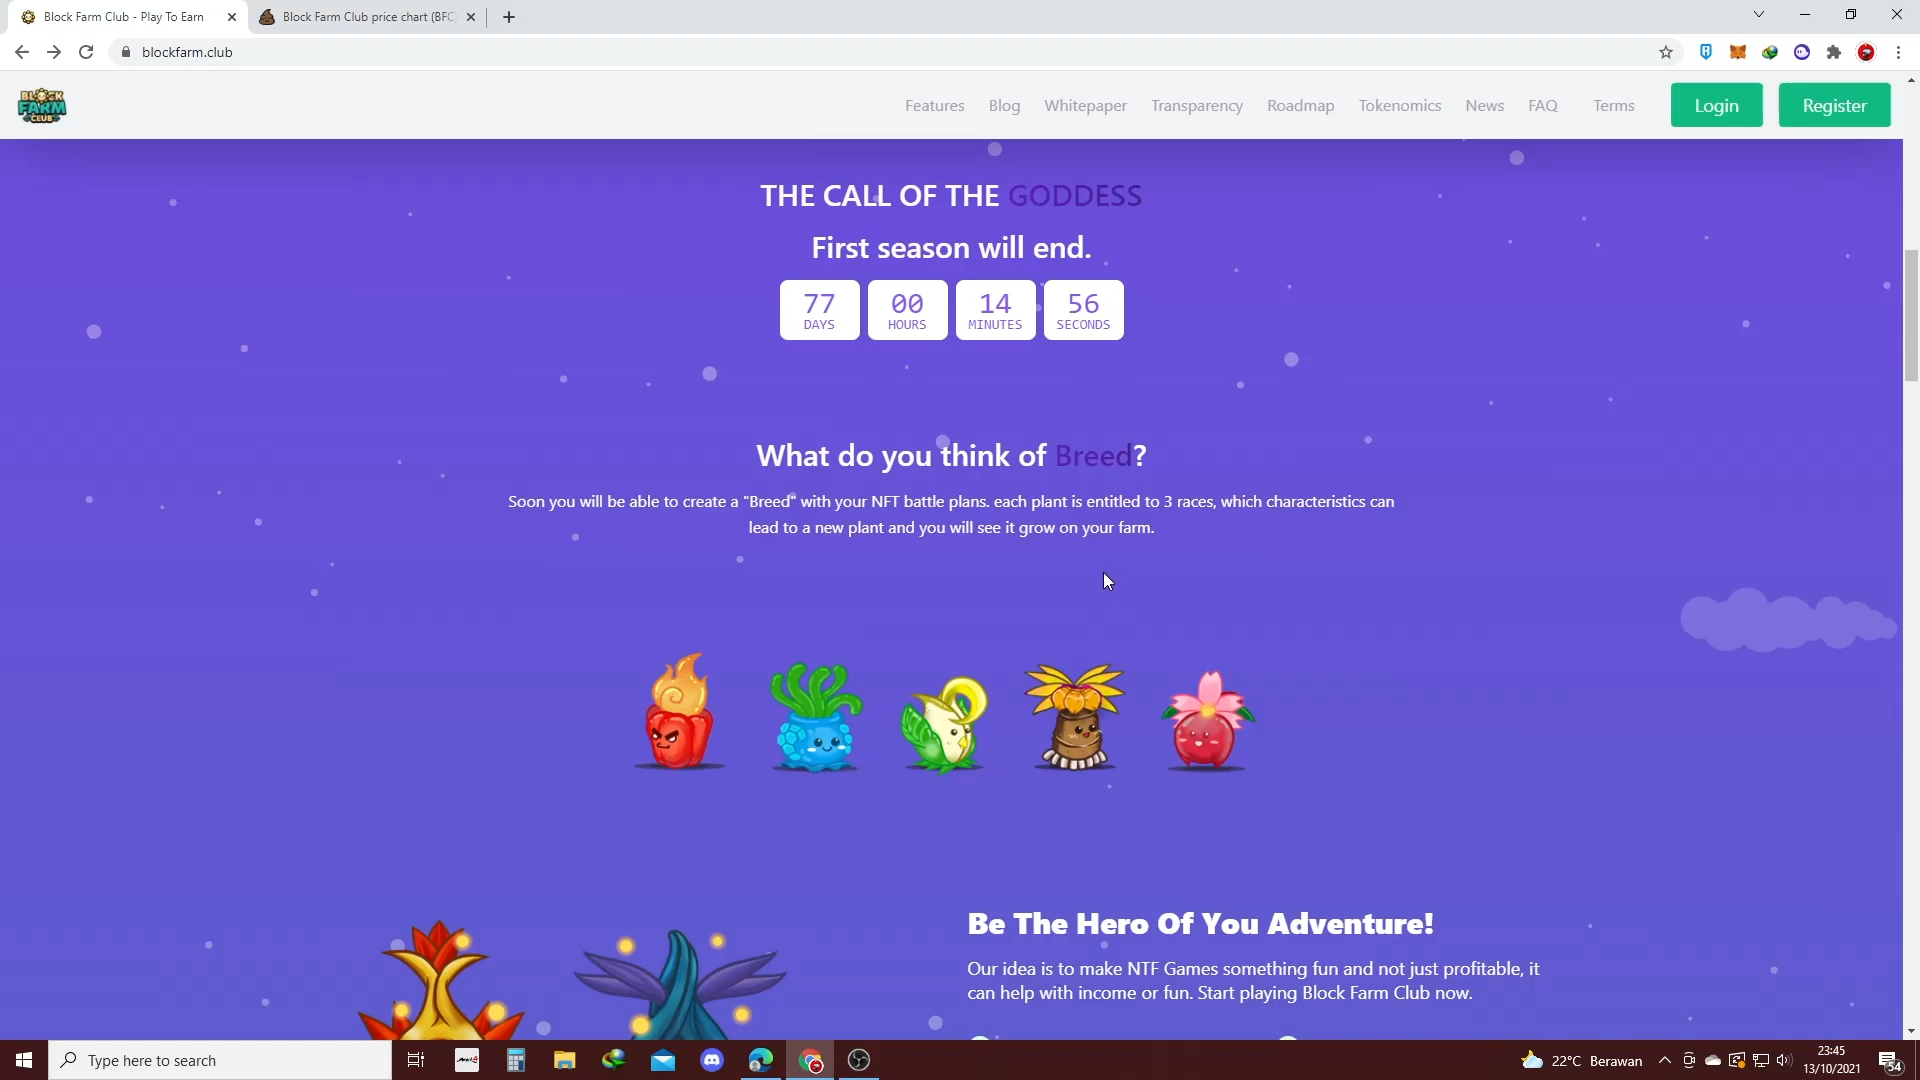 Block Farm Club - Play To Earn
Block Farm Club price chart (BFC)
blockfarm.club
BLOCK
FARM
CLUB
Features Blog Whitepaper Transparency Roadmap Tokenomics News FAQ Terms Login Register
THE CALL OF THE GODDESS
First season will end.
77 00 14 56
DAYS HOURS MINUTES SECONDS
What do you think of Breed?
Soon you will be able to create a "Breed" with your NFT battle plans. each plant is entitled to 3 races, which characteristics can
lead to a new plant and you will see it grow on your farm.
Be The Hero Of You Adventure!
Our idea is to make NTF Games something fun and not just profitable, it
can help with income or fun. Start playing Block Farm Club now.
Type here to search
22°C Berawan
23:45
13/10/2021
54